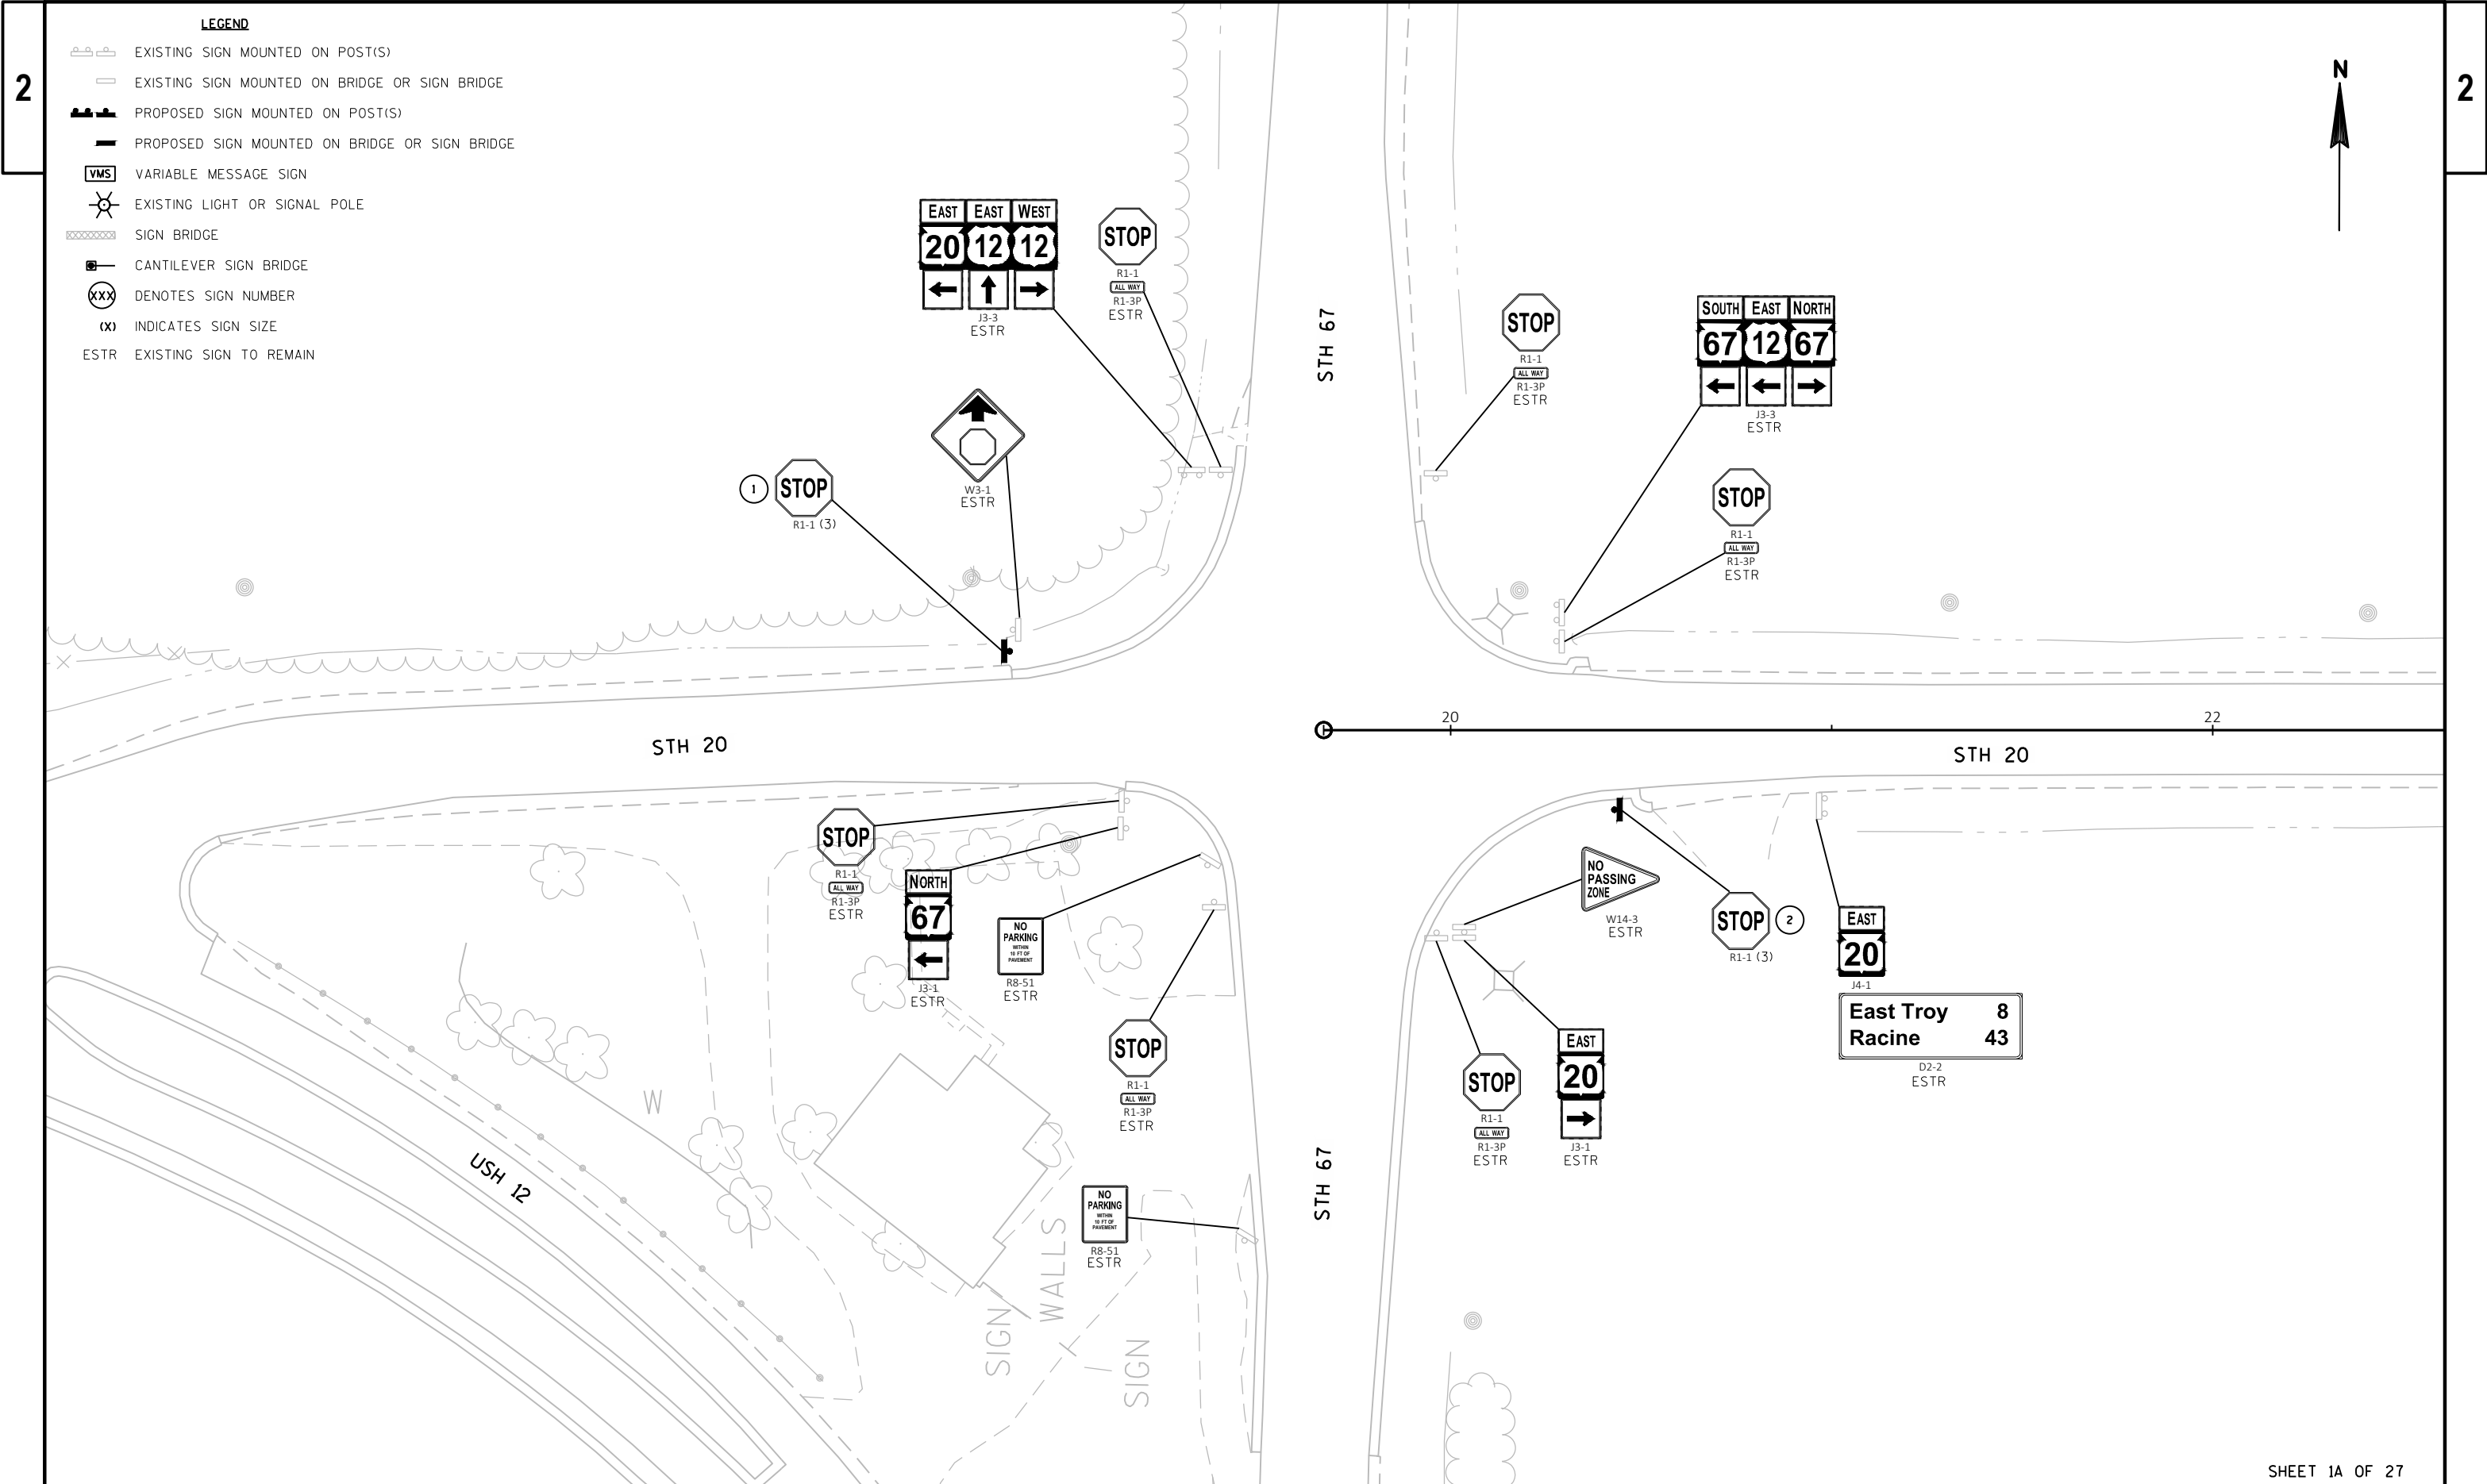 2
2
LEGEND
EXISTING SIGN MOUNTED ON POST(S)
EXISTING SIGN MOUNTED ON BRIDGE OR SIGN BRIDGE
PROPOSED SIGN MOUNTED ON POST(S)
PROPOSED SIGN MOUNTED ON BRIDGE OR SIGN BRIDGE
VMS VARIABLE MESSAGE SIGN
EXISTING LIGHT OR SIGNAL POLE
SIGN BRIDGE
CANTILEVER SIGN BRIDGE
XXX DENOTES SIGN NUMBER
(X) INDICATES SIGN SIZE
ESTR EXISTING SIGN TO REMAIN
N
EAST EAST WEST
20 12 12
J3-3
ESTR
STOP
R1-1
ALL WAY
R1-3P
ESTR
STH 67
STOP
R1-1
ALL WAY
R1-3P
ESTR
SOUTH EAST NORTH
67 12 67
J3-3
ESTR
W3-1
ESTR
1 STOP
R1-1 (3)
STOP
R1-1
ALL WAY
R1-3P
ESTR
STH 20
20
22
STH 20
STOP
R1-1
ALL WAY
R1-3P
ESTR
NORTH
67
J3-1
ESTR
NO
PARKING
WITHIN
10 FT OF
PAVEMENT
R8-51
ESTR
STOP
R1-1
ALL WAY
R1-3P
ESTR
NO
PASSING
ZONE
W14-3
ESTR
STOP 2
R1-1 (3)
EAST
20
J4-1
East Troy 8
Racine 43
D2-2
ESTR
STOP
R1-1
ALL WAY
R1-3P
ESTR
EAST
20
J3-1
ESTR
W
USH 12
NO
PARKING
WITHIN
10 FT OF
PAVEMENT
R8-51
ESTR
STH 67
SIGN
WALLS
SIGN
SHEET 1A OF 27